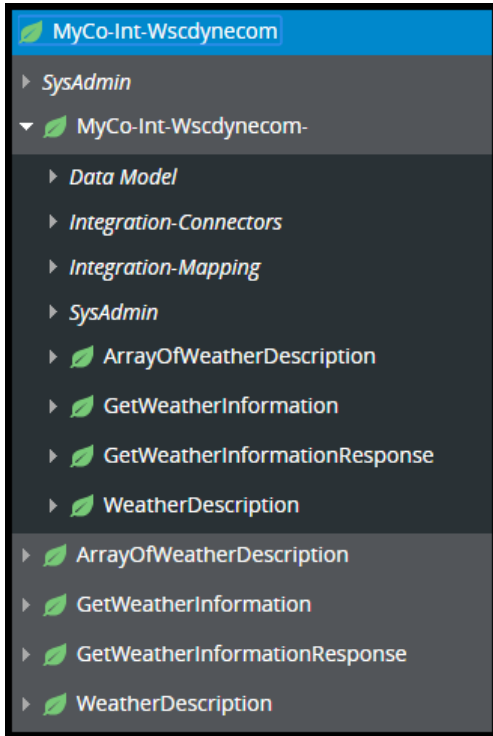 MyCo-Int-Wscdynecom
SysAdmin
MyCo-Int-Wscdynecom-
Data Model
Integration-Connectors
Integration-Mapping
SysAdmin
ArrayOfWeatherDescription
GetWeatherInformation
GetWeatherInformationResponse
WeatherDescription
ArrayOfWeatherDescription
GetWeatherInformation
GetWeatherInformationResponse
WeatherDescription